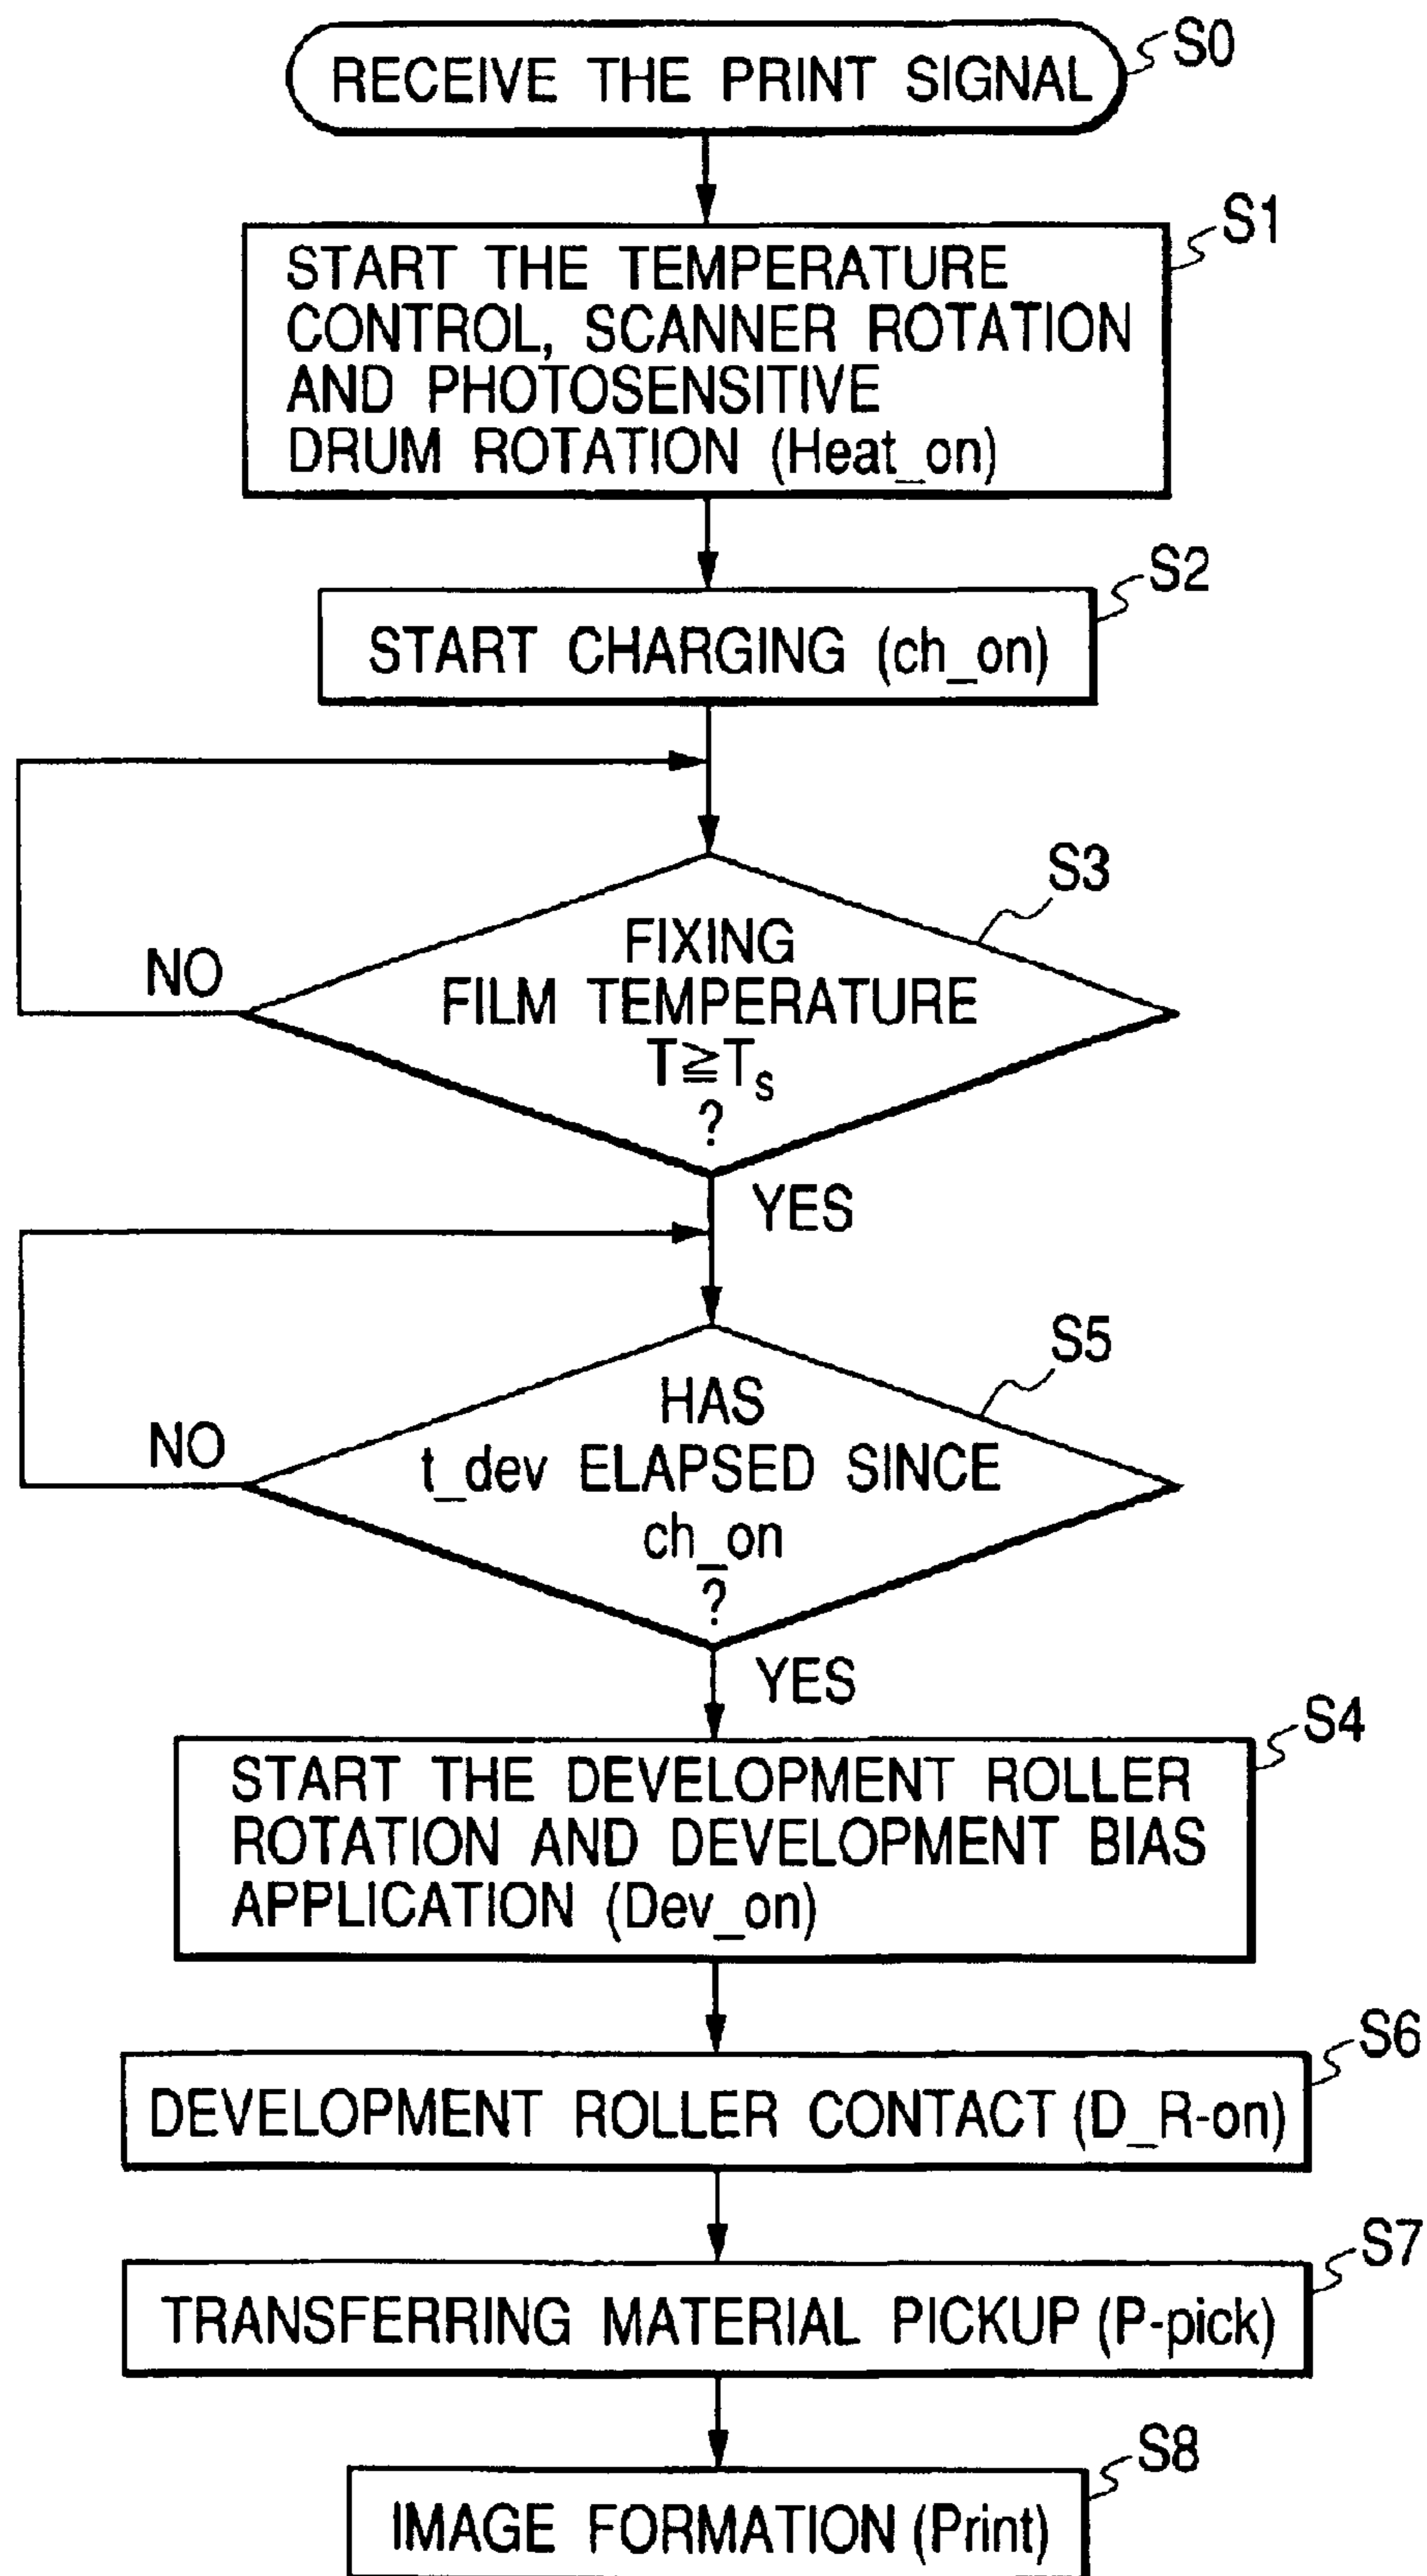 RECEIVE THE PRINT SIGNAL
S0
START THE TEMPERATURE
CONTROL, SCANNER ROTATION
AND PHOTOSENSITIVE
DRUM ROTATION (Heat_on)
S1
START CHARGING (ch_on)
S2
FIXING
FILM TEMPERATURE
T≧Ts
?
S3
NO
YES
HAS
t_dev ELAPSED SINCE
ch_on
?
S5
NO
YES
START THE DEVELOPMENT ROLLER
ROTATION AND DEVELOPMENT BIAS
APPLICATION (Dev_on)
S4
DEVELOPMENT ROLLER CONTACT (D_R-on)
S6
TRANSFERRING MATERIAL PICKUP (P-pick)
S7
IMAGE FORMATION (Print)
S8